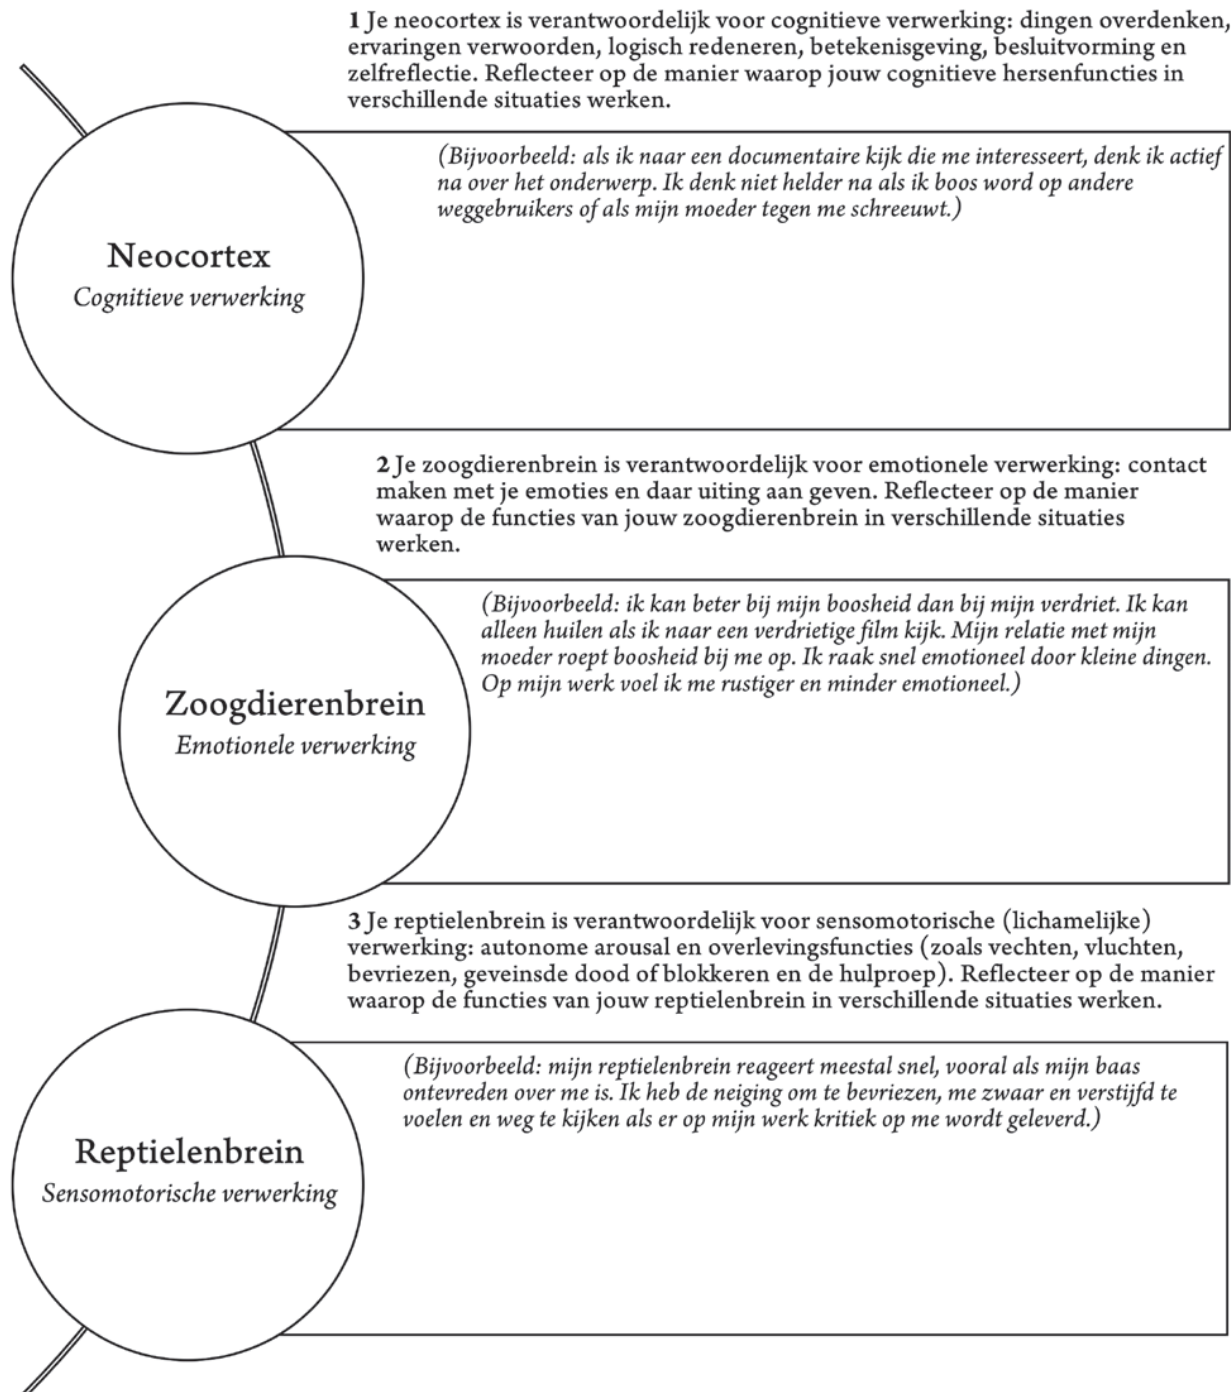 1 Je neocortex is verantwoordelijk voor cognitieve verwerking: dingen overdenken,
ervaringen verwoorden, logisch redeneren, betekenisgeving, besluitvorming en
zelfreflectie. Reflecteer op de manier waarop jouw cognitieve hersenfuncties in
verschillende situaties werken.
(Bijvoorbeeld: als ik naar een documentaire kijk die me interesseert, denk ik actief
na over het onderwerp. Ik denk niet helder na als ik boos word op andere
weggebruikers of als mijn moeder tegen me schreeuwt.)
Neocortex
Cognitieve verwerking
2 Je zoogdierenbrein is verantwoordelijk voor emotionele verwerking: contact
maken met je emoties en daar uiting aan geven. Reflecteer op de manier
waarop de functies van jouw zoogdierenbrein in verschillende situaties
werken.
(Bijvoorbeeld: ik kan beter bij mijn boosheid dan bij mijn verdriet. Ik kan
alleen huilen als ik naar een verdrietige film kijk. Mijn relatie met mijn
moeder roept boosheid bij me op. Ik raak snel emotioneel door kleine dingen.
Op mijn werk voel ik me rustiger en minder emotioneel.)
Zoogdierenbrein
Emotionele verwerking
3 Je reptielenbrein is verantwoordelijk voor sensomotorische (lichamelijke)
verwerking: autonome arousal en overlevingsfuncties (zoals vechten, vluchten,
bevriezen, geveinsde dood of blokkeren en de hulproep). Reflecteer op de manier
waarop de functies van jouw reptielenbrein in verschillende situaties werken.
(Bijvoorbeeld: mijn reptielenbrein reageert meestal snel, vooral als mijn baas
ontevreden over me is. Ik heb de neiging om te bevriezen, me zwaar en verstijfd te
voelen en weg te kijken als er op mijn werk kritiek op me wordt geleverd.)
Reptielenbrein
Sensomotorische verwerking